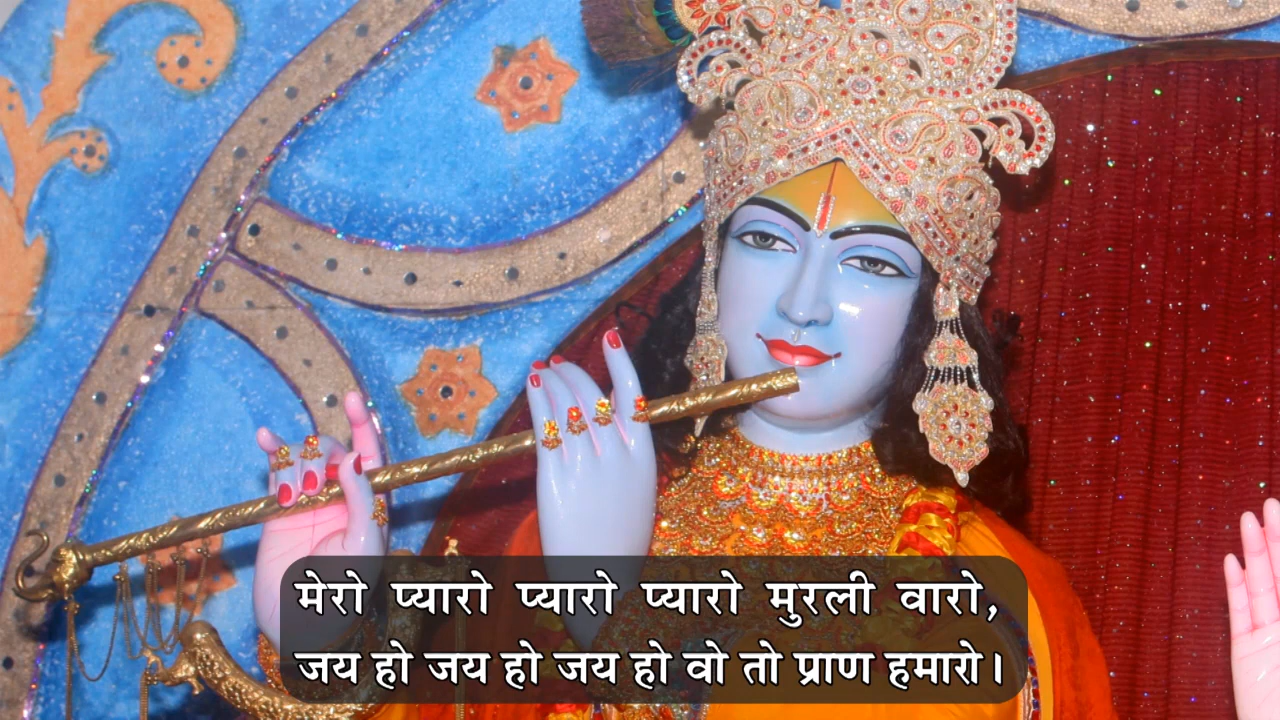 मेरो प्यारो प्यारो प्यारो मुरली वारो,
जय हो जय हो जय हो वो तो प्राण हमारो।